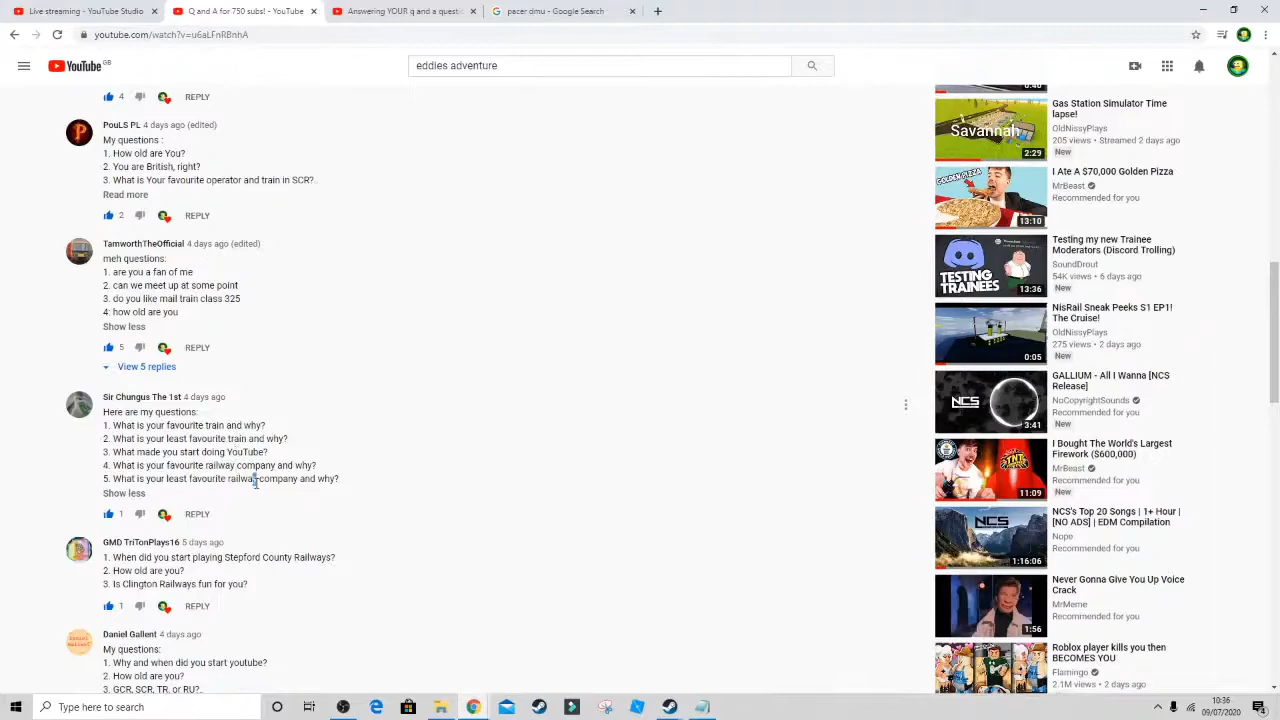 Live streaming - YouTube Studio
Q and A for 750 subs! - YouTube
Answering YOUR q and a quest
pacer dmu - Google Search
youtube.com/watch?v=u6aLFnRBnhA
YouTube GB
eddies adventure
4 REPLY
PouLS PL 4 days ago (edited)
My questions :
1. How old are You?
2. You are British, right?
3. What is Your favourite operator and train in SCR?.
Read more
2 REPLY
TamworthTheOfficial 4 days ago (edited)
meh questions:
1. are you a fan of me
2. can we meet up at some point
3. do you like mail train class 325
4: how old are you
Show less
5 REPLY
View 5 replies
Sir Chungus The 1st 4 days ago
Here are my questions:
1. What is your favourite train and why?
2. What is your least favourite train and why?
3. What made you start doing YouTube?
4. What is your favourite railway company and why?
5. What is your least favourite railway company and why?
Show less
1 REPLY
GMD TriTonPlays16 5 days ago
1. When did you start playing Stepford County Railways?
2. How old are you?
3. Is Clington Railways fun for you?
1 REPLY
Daniel Gallent 4 days ago
My questions:
1. Why and when did you start youtube?
2. How old are you?
3. GCR, SCR, TR, or RU?.
Savannah
2:29
Gas Station Simulator Time
lapse!
OldNissyPlays
205 views • Streamed 2 days ago
New
GOLDEN PIZZA
13:10
I Ate A $70,000 Golden Pizza
MrBeast
Recommended for you
TESTING
TRAINEES
13:36
Testing my new Trainee
Moderators (Discord Trolling)
SoundDrout
54K views • 6 days ago
New
0:05
NisRail Sneak Peeks S1 EP1!
The Cruise!
OldNissyPlays
275 views • 2 days ago
New
NCS
3:41
GALLIUM - All I Wanna [NCS
Release]
NoCopyrightSounds
Recommended for you
New
TNT
11:09
I Bought The World's Largest
Firework ($600,000)
MrBeast
Recommended for you
New
NCS
1:16:06
NCS's Top 20 Songs | 1+ Hour |
[NO ADS] | EDM Compilation
Nope
Recommended for you
1:56
Never Gonna Give You Up Voice
Crack
MrMeme
Recommended for you
Roblox player kills you then
BECOMES YOU
Flamingo
2.1M views • 2 days ago
Type here to search
10:36
09/07/2020
4